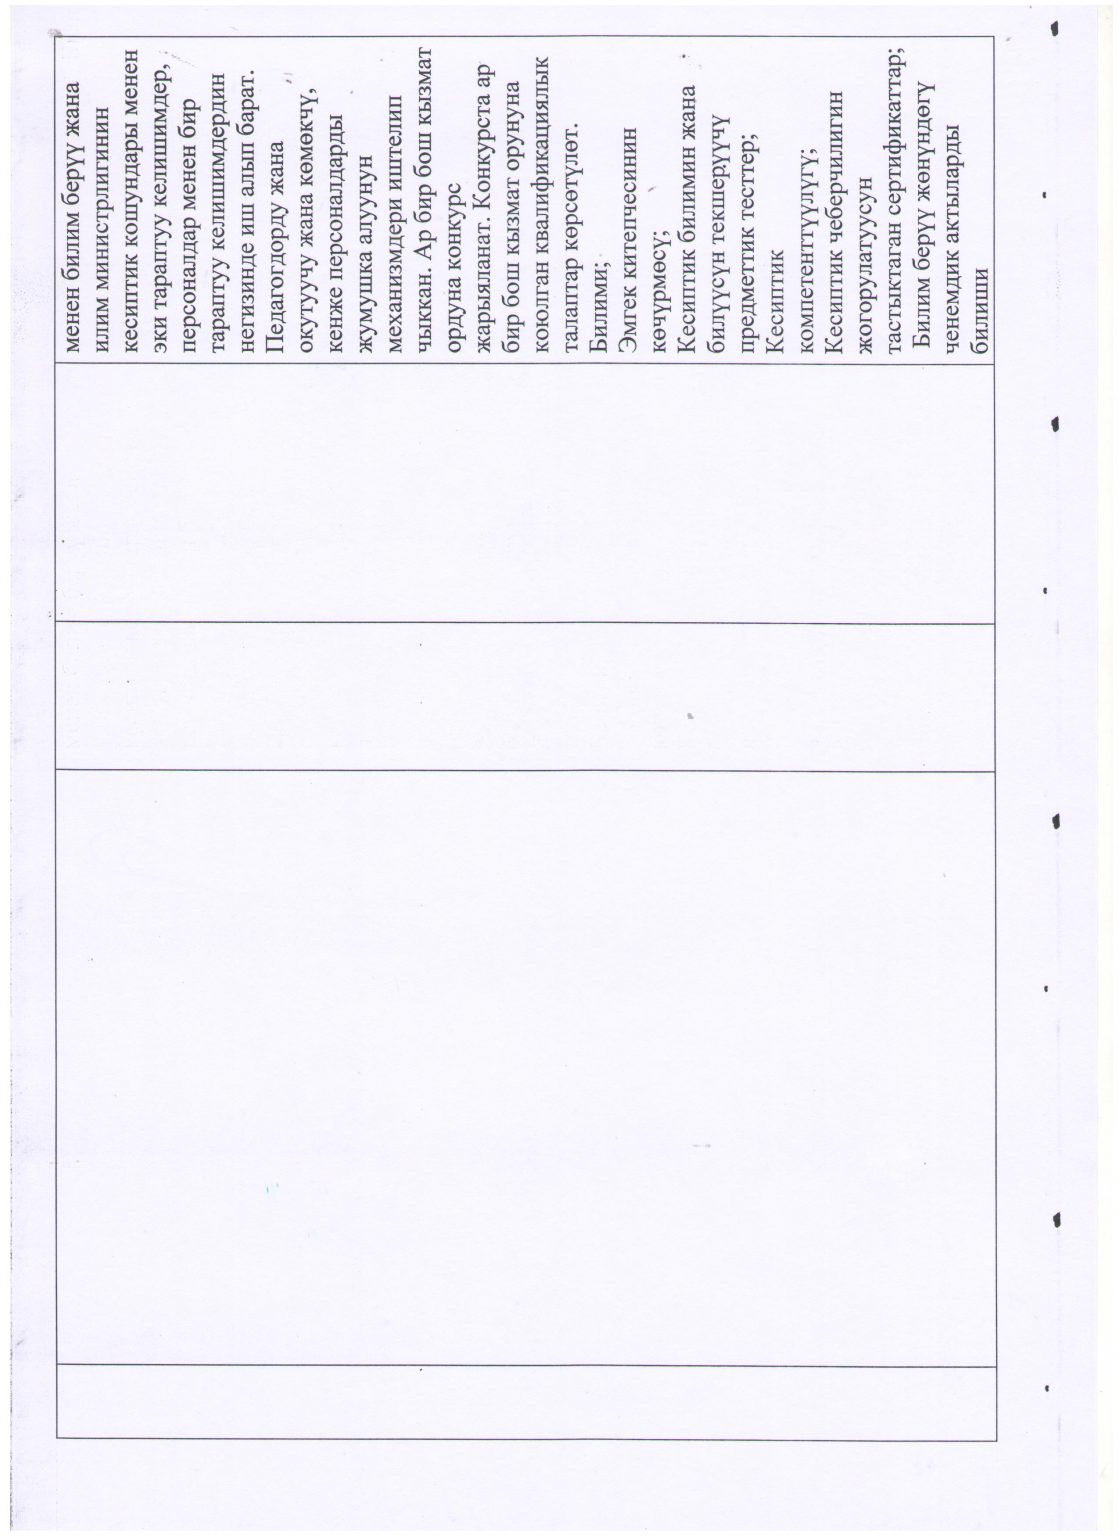 менен билим берүү жана
илим министрлигинин
кесиптик кошундары менен
эки тараптуу келишимдер,
персоналдар менен бир
тараптуу келишимдердин
негизинде иш алып барат.
Педагогдорду жана
окутуучу жана көмөкчү,
кенже персоналдарды
жумушка алуунун
механизмдери иштелип
чыккан. Ар бир бош кызмат
ордуна конкурс
жарыяланат. Конкурста ар
бир бош кызмат орунуна
коюлган квалификациялык
талаптар көрсөтүлөт.
Билими;
Эмгек китепчесинин
көчүрмөсү;
Кесиптик билимин жана
билүүсүн текшерүүчү
предметтик тесттер;
Кесиптик
компетенттүүлүгү;
Кесиптик чеберчилигин
жогорулатуусун
тастыктаган сертификаттар;
Билим берүү жөнүндөгү
ченемдик актыларды
билиши